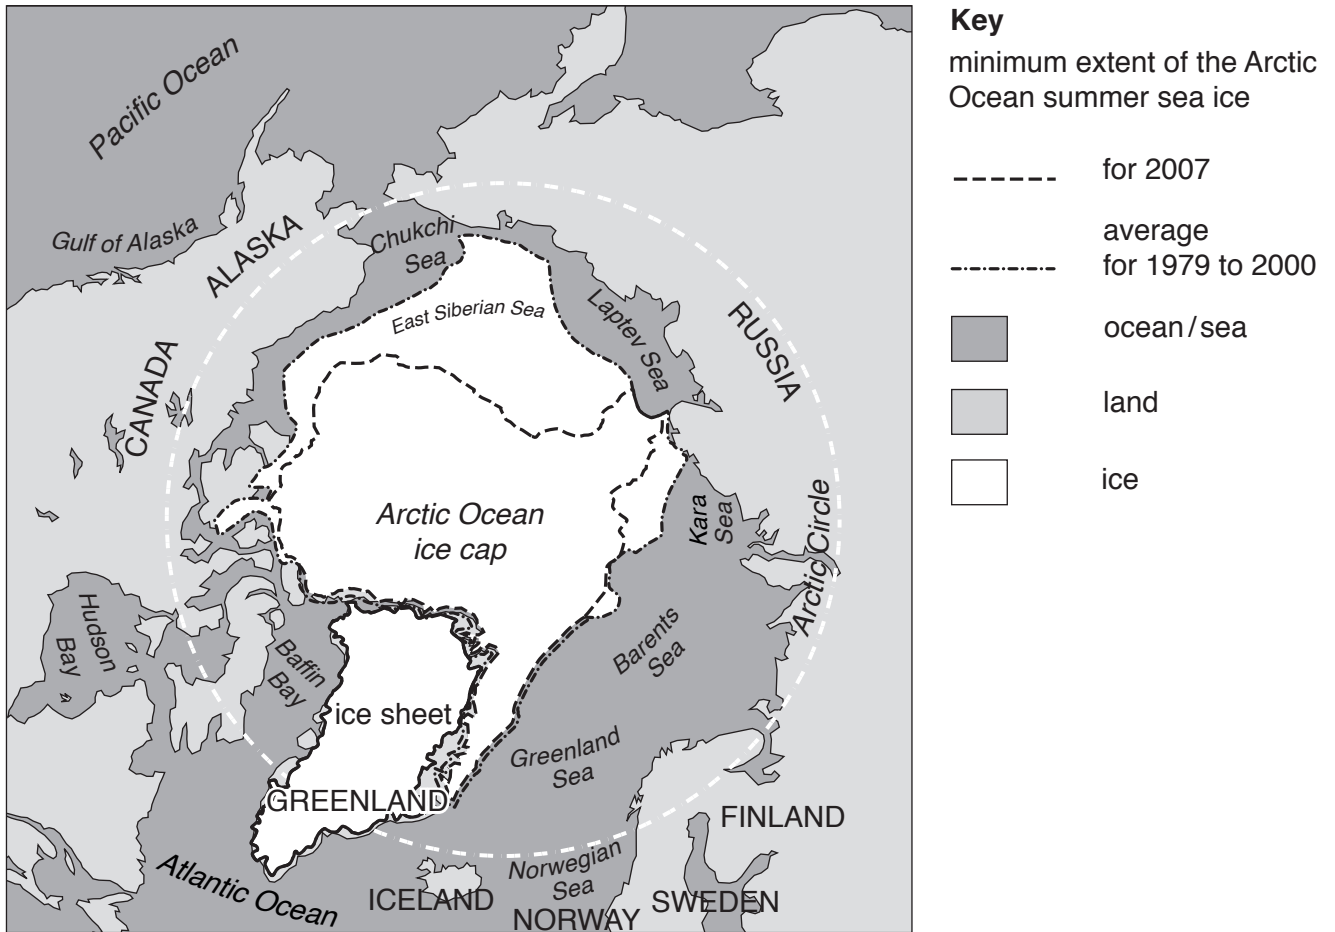 Pacific Ocean
Gulf of Alaska
ALASKA
Chukchi
Sea
East Siberian Sea
Laptev Sea
RUSSIA
CANADA
Arctic Ocean
ice cap
Kara
Sea
Arctic Circle
Hudson
Bay
Baffin
Bay
Barents
Sea
ice sheet
Greenland
Sea
GREENLAND
FINLAND
Atlantic Ocean
ICELAND
Norwegian
Sea
NORWAY
SWEDEN
Key
minimum extent of the Arctic
Ocean summer sea ice
for 2007
average
for 1979 to 2000
ocean/sea
land
ice